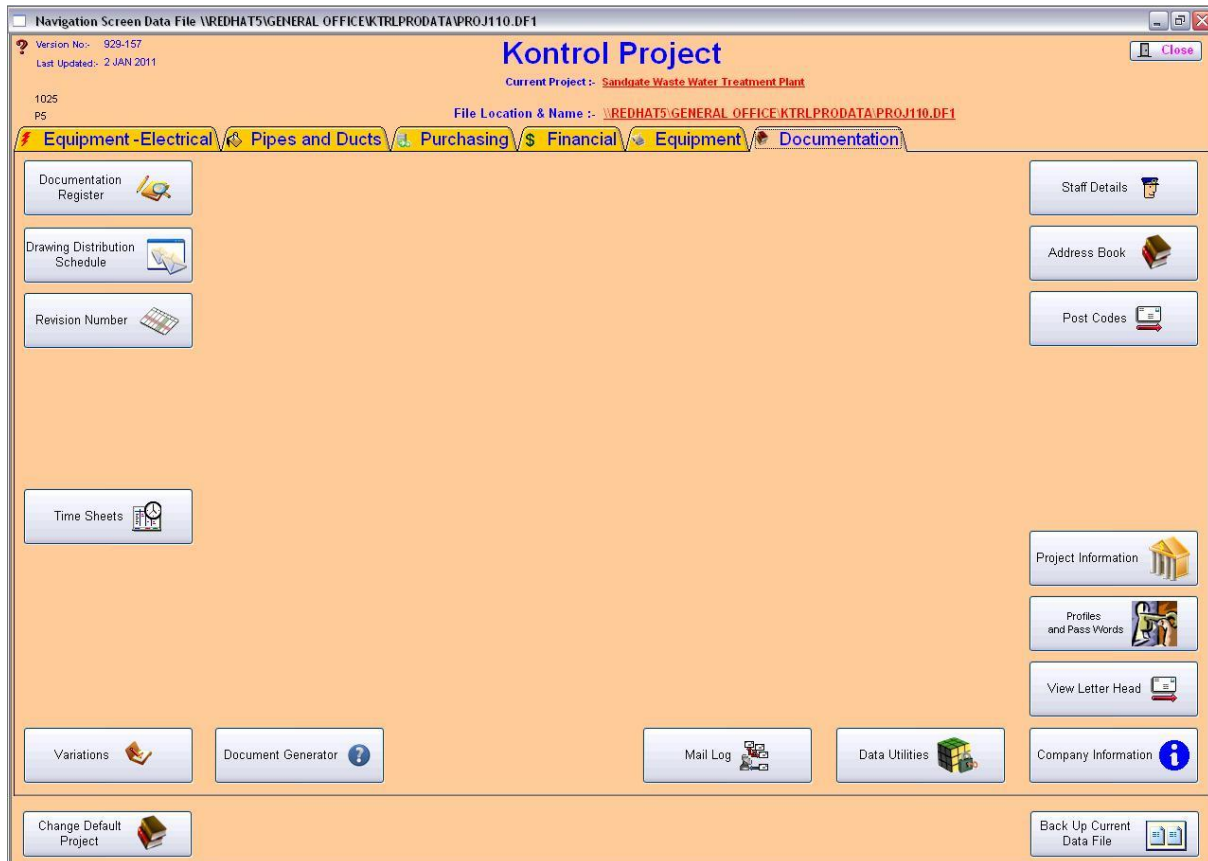 Navigation Screen Data File \\REDHAT5\GENERAL OFFICE\KTRLPRODATA\PROJ110.DF1
Version No:- 929-157
Last Updated:- 2 JAN 2011
Kontrol Project
Close
Current Project :- Sandgate Waste Water Treatment Plant
1025
P5
File Location & Name :- \\REDHAT5\GENERAL OFFICE\KTRLPRODATA\PROJ110.DF1
Equipment -Electrical Pipes and Ducts Purchasing $ Financial Equipment Documentation
Documentation
Register
Staff Details
Drawing Distribution
Schedule
Address Book
Revision Number
Post Codes
Time Sheets
Project Information
Profiles
and Pass Words
View Letter Head
Variations
Document Generator
Mail Log
Data Utilities
Company Information
Change Default
Project
Back Up Current
Data File